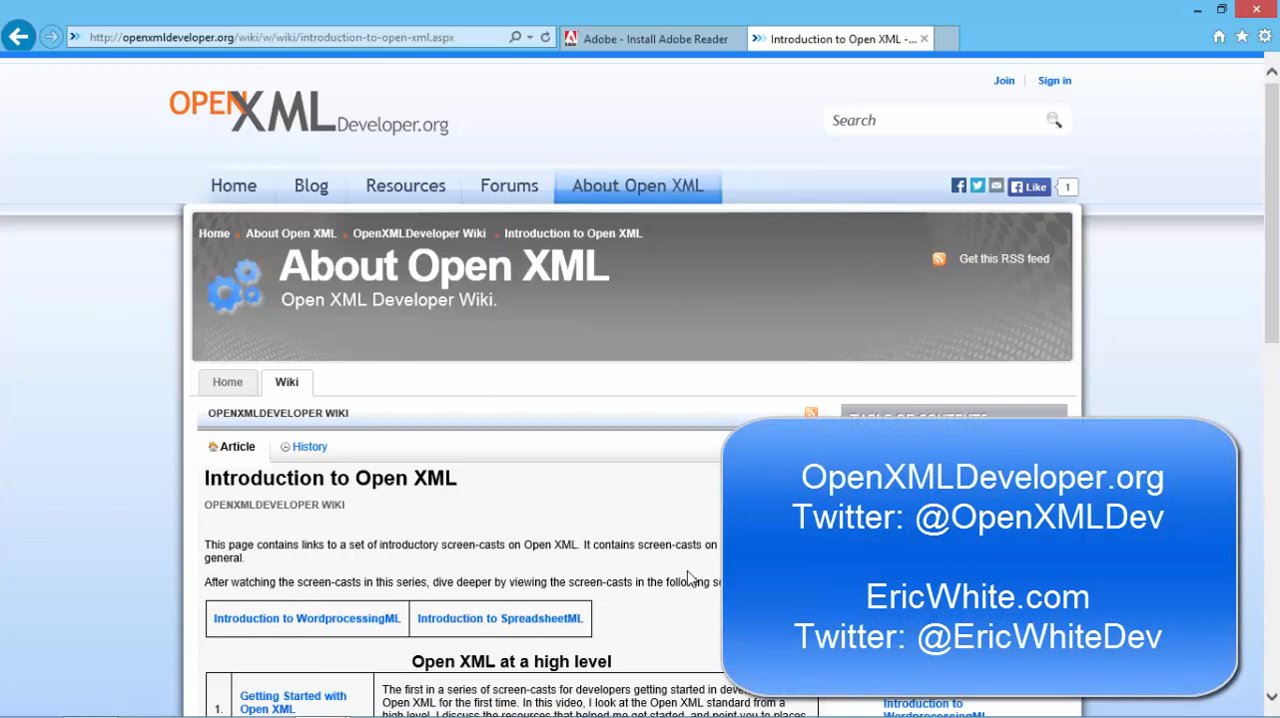 http://openxmldeveloper.org/wiki/w/wiki/introduction-to-open-xml.aspx
Adobe - Install Adobe Reader
Introduction to Open XML -...
Join
Sign in
OPENXMLDeveloper.org
Search
Home
Blog
Resources
Forums
About Open XML
Like
1
Home
About Open XML
OpenXMLDeveloper Wiki
Introduction to Open XML
About Open XML
Get this RSS feed
Open XML Developer Wiki.
Home
Wiki
OPENXMLDEVELOPER WIKI
TABLE OF CONTENTS
Article
History
Introduction to Open XML
OPENXMLDEVELOPER WIKI
This page contains links to a set of introductory screen-casts on Open XML. It contains screen-casts on
general.
After watching the screen-casts in this series, dive deeper by viewing the screen-casts in the following se
Introduction to WordprocessingML
Introduction to SpreadsheetML
Open XML at a high level
1.
Getting Started with
Open XML
The first in a series of screen-casts for developers getting started in
Open XML for the first time. In this video, I look at the Open XML standard from a
high level. I discuss the resources that helped me get started, and point you to places
OpenXMLDeveloper.org
Twitter: @OpenXMLDev
EricWhite.com
Twitter: @EricWhiteDev
Introduction to
WordprocessingML